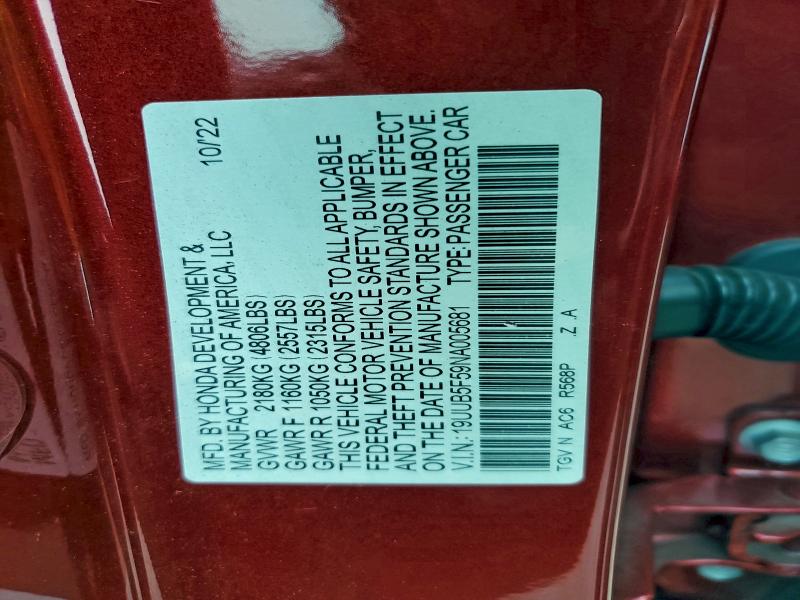 MFD. BY HONDA DEVELOPMENT &
MANUFACTURING OF AMERICA, LLC 10/22
GVWR 2180KG (4806LBS)
GAWR F 1160KG (2557LBS)
GAWR R 1050KG (2315LBS)
THIS VEHICLE CONFORMS TO ALL APPLICABLE
FEDERAL MOTOR VEHICLE SAFETY, BUMPER,
AND THEFT PREVENTION STANDARDS IN EFFECT
ON THE DATE OF MANUFACTURE SHOWN ABOVE.
V.I.N.: 19UUB5F59NA005681 TYPE: PASSENGER CAR
TGV N AC6 R568P .Z .A